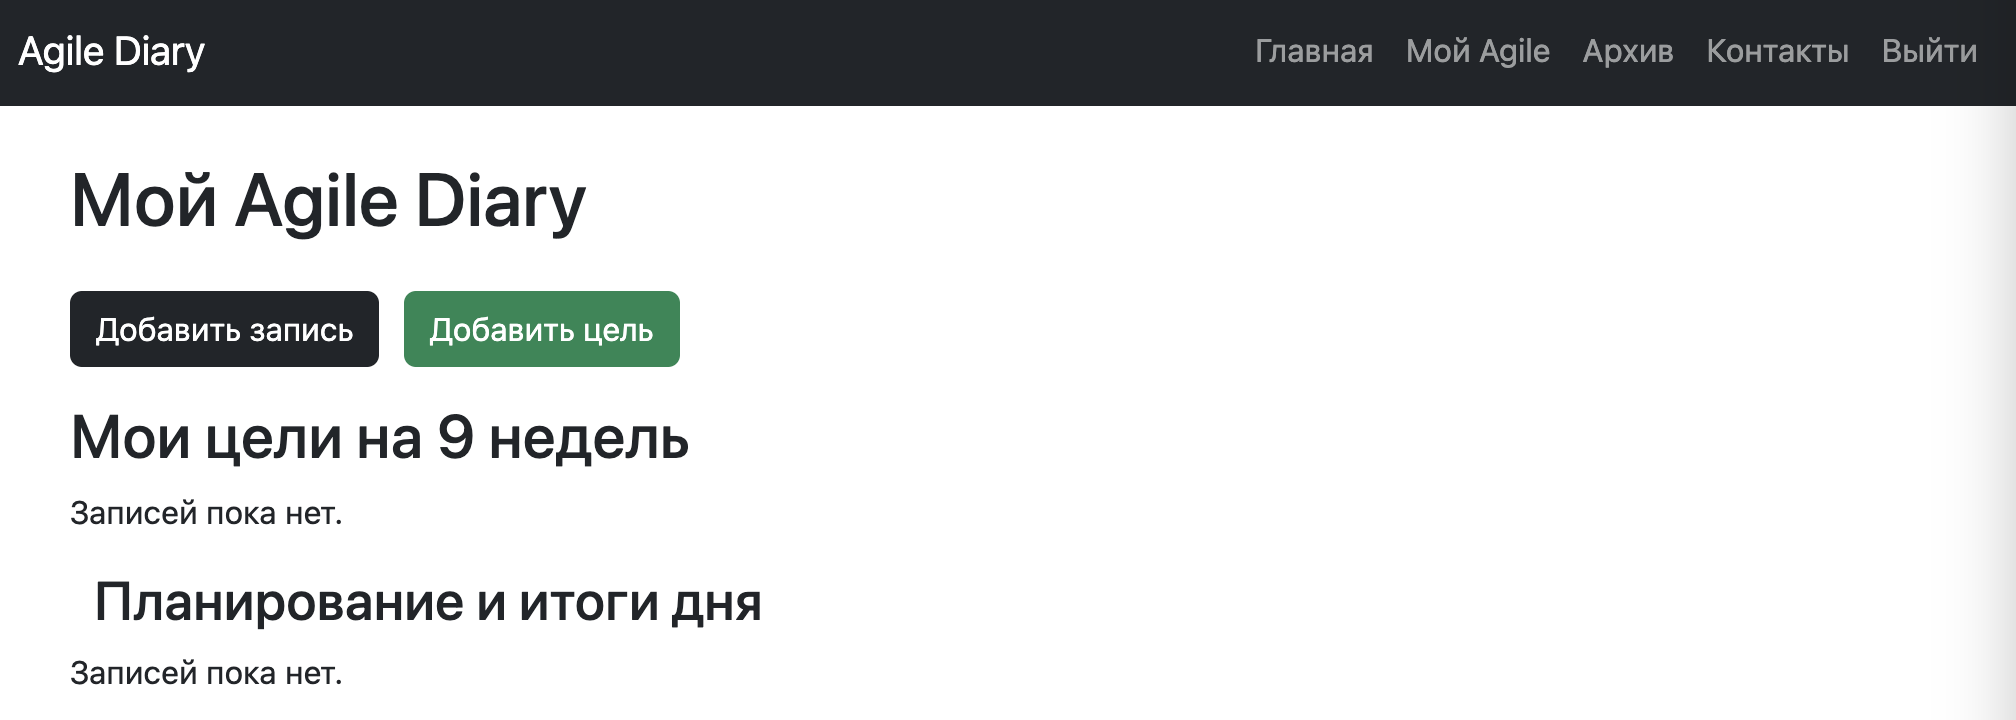 Agile Diary Главная Мой Agile Архив Контакты Выйти
Мой Agile Diary
Добавить запись Добавить цель
Мои цели на 9 недель
Записей пока нет.
Планирование и итоги дня
Записей пока нет.